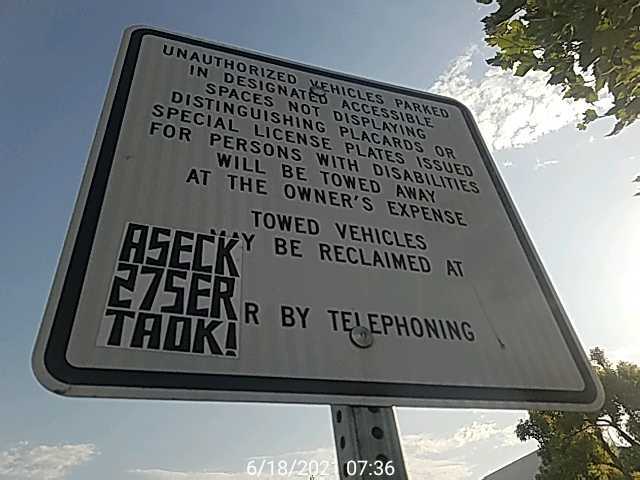 UNAUTHORIZED VEHICLES PARKED
IN DESIGNATED ACCESSIBLE
SPACES NOT DISPLAYING
DISTINGUISHING PLACARDS OR
SPECIAL LICENSE PLATES ISSUED
FOR PERSONS WITH DISABILITIES
WILL BE TOWED AWAY
AT THE OWNER'S EXPENSE
TOWED VEHICLES
MAY BE RECLAIMED AT
R BY TELEPHONING
ASECK
27SER
TAOK!
6/18/2021 07:36